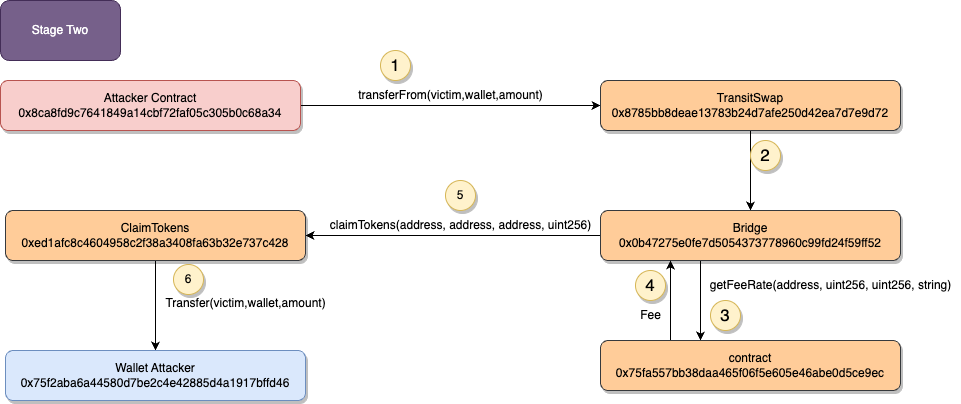 Stage Two
1
Attacker Contract
0x8ca8fd9c7641849a14cbf72faf05c305b0c68a34
transferFrom(victim,wallet,amount)
TransitSwap
0x8785bb8deae13783b24d7afe250d42ea7d7e9d72
2
5
ClaimTokens
0xed1afc8c4604958c2f38a3408fa63b32e737c428
claimTokens(address, address, address, uint256)
Bridge
0x0b47275e0fe7d5054373778960c99fd24f59ff52
6
Transfer(victim,wallet,amount)
4
Fee
getFeeRate(address, uint256, uint256, string)
3
Wallet Attacker
0x75f2aba6a44580d7be2c4e42885d4a1917bffd46
contract
0x75fa557bb38daa465f06f5e605e46abe0d5ce9ec